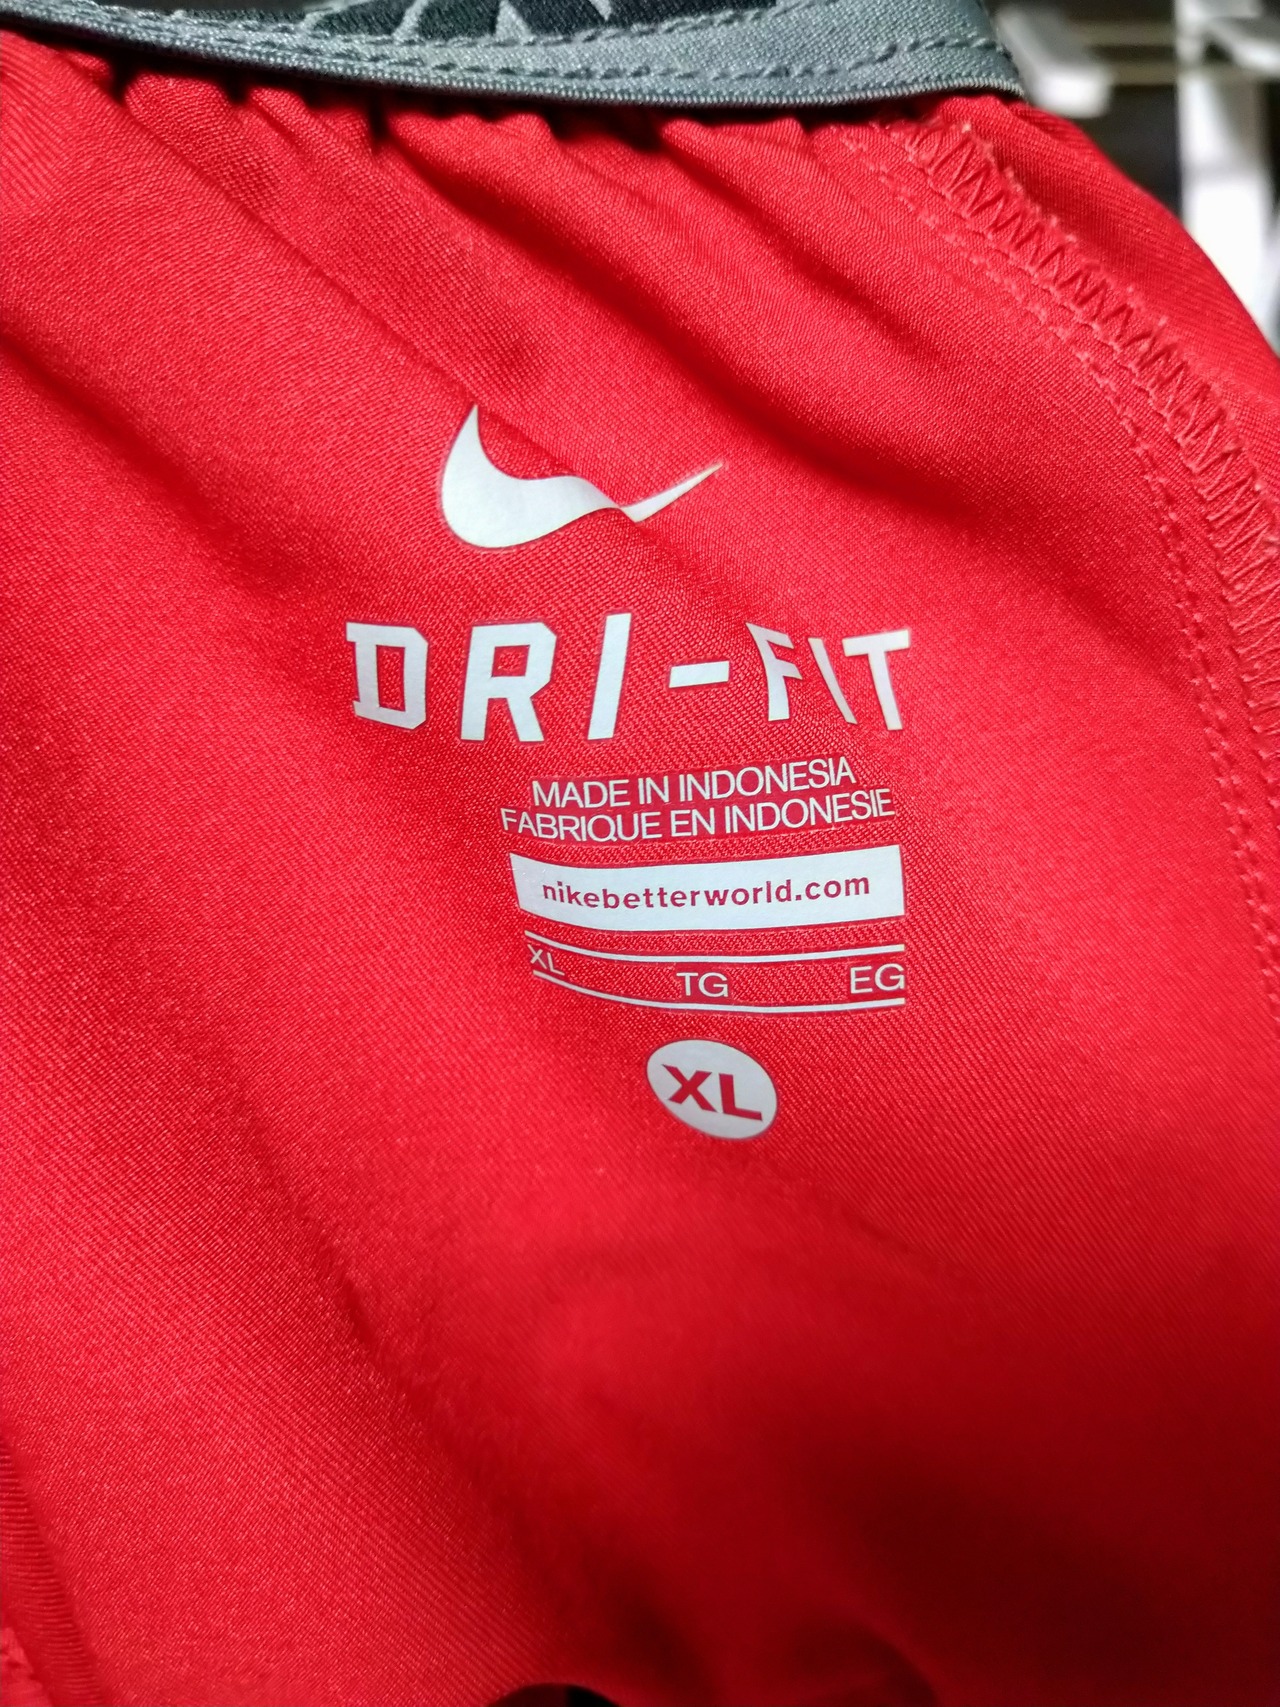 DRI-FIT
MADE IN INDONESIA
FABRIQUE EN INDONESIE
nikebetterworld.com
XL TG EG
XL